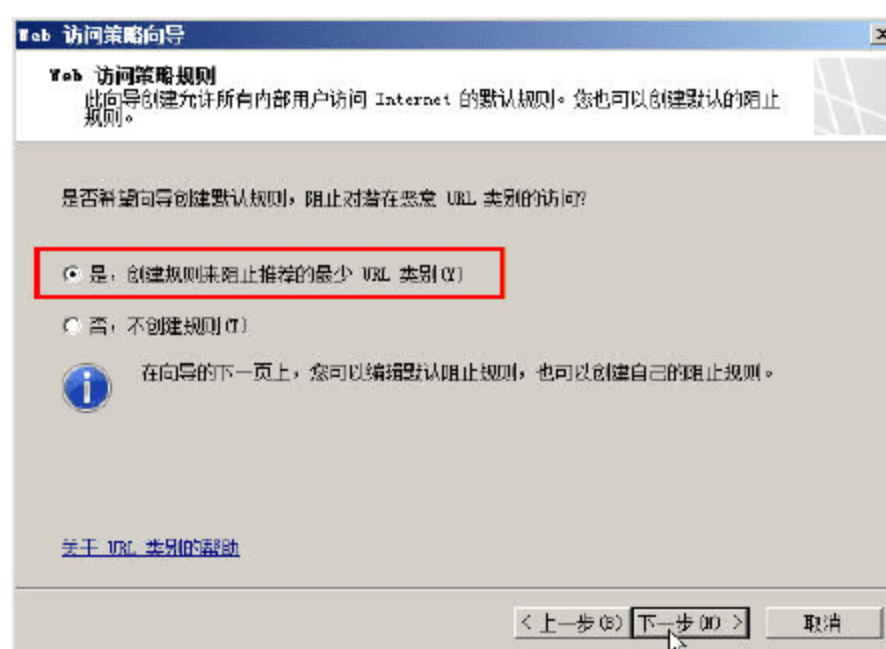 Web 访问策略向导
Web 访问策略规则
此向导创建允许所有内部用户访问 Internet 的默认规则。您也可以创建默认的阻止
规则。
是否希望向导创建默认规则，阻止对潜在恶意 URL 类别的访问?
是，创建规则来阻止推荐的最少 URL 类别(Y)
否，不创建规则(T)
在向导的下一页上，您可以编辑默认阻止规则，也可以创建自己的阻止规则。
关于 URL 类别的帮助
< 上一步(B) 下一步(N) > 取消